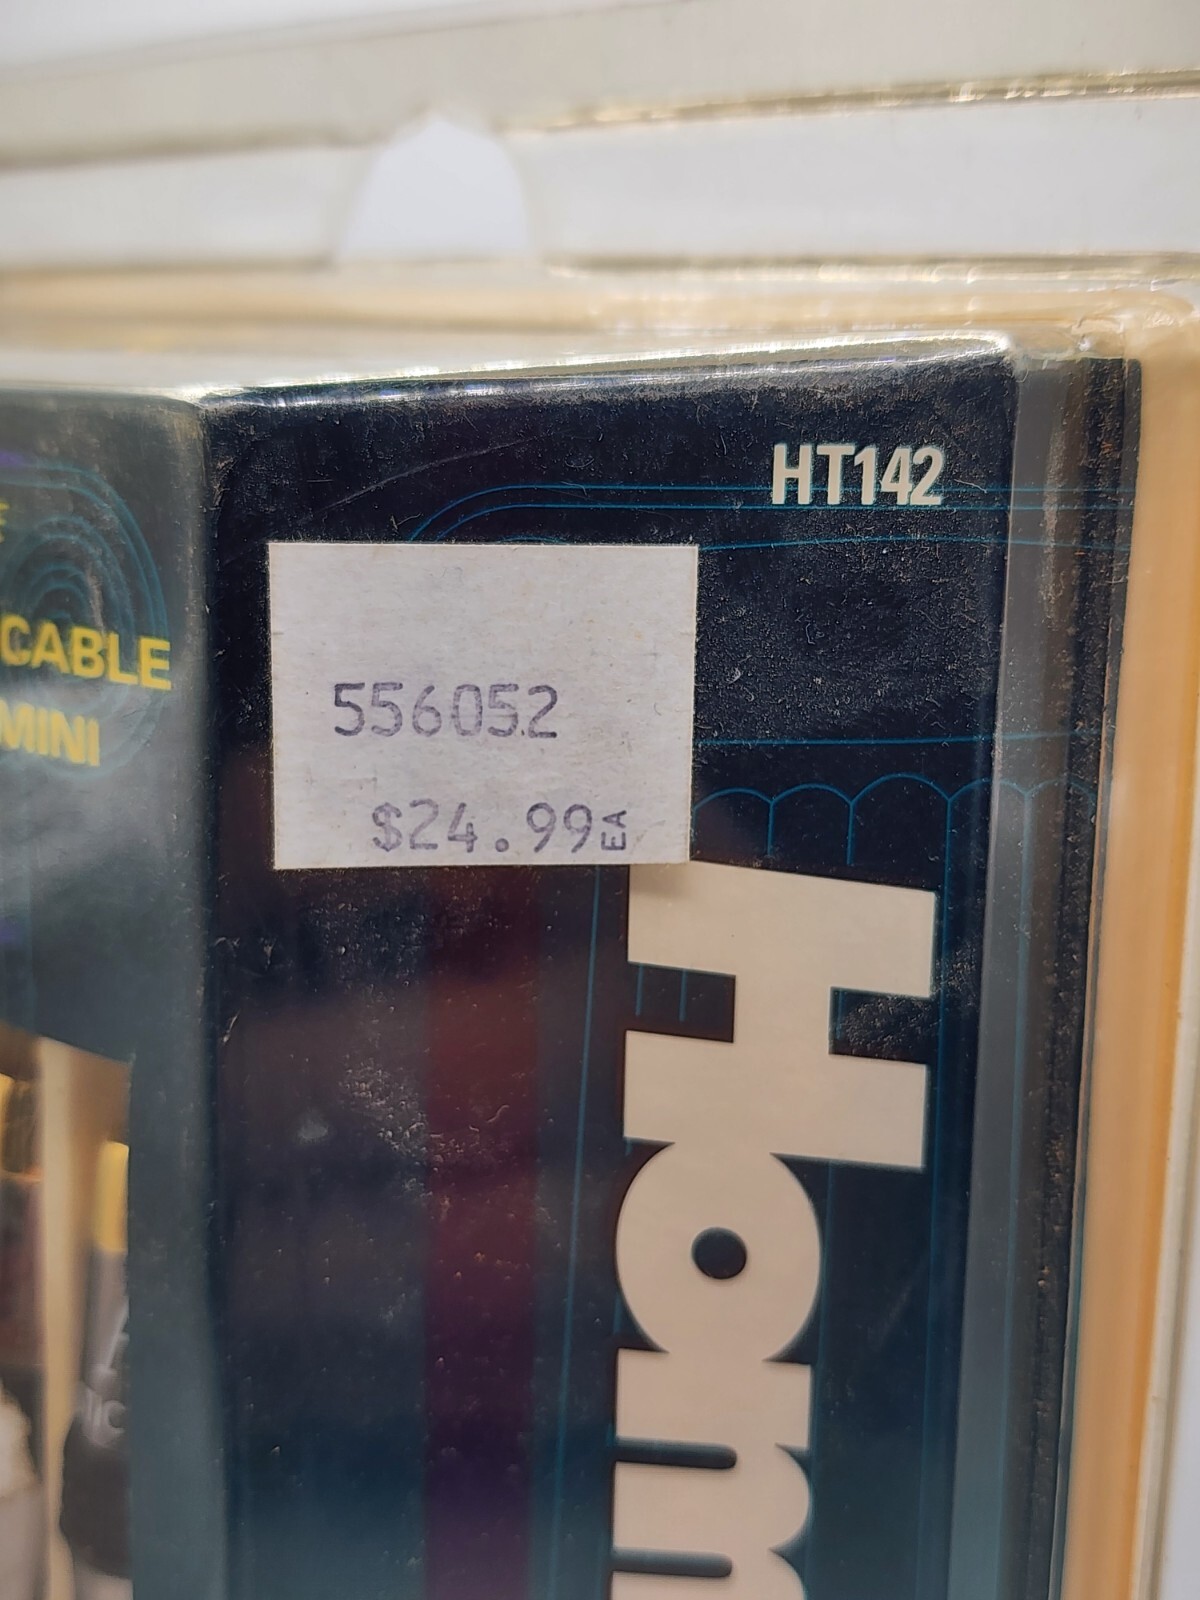 HT142
CABLE
MINI
556052
$24.99EA
Hom